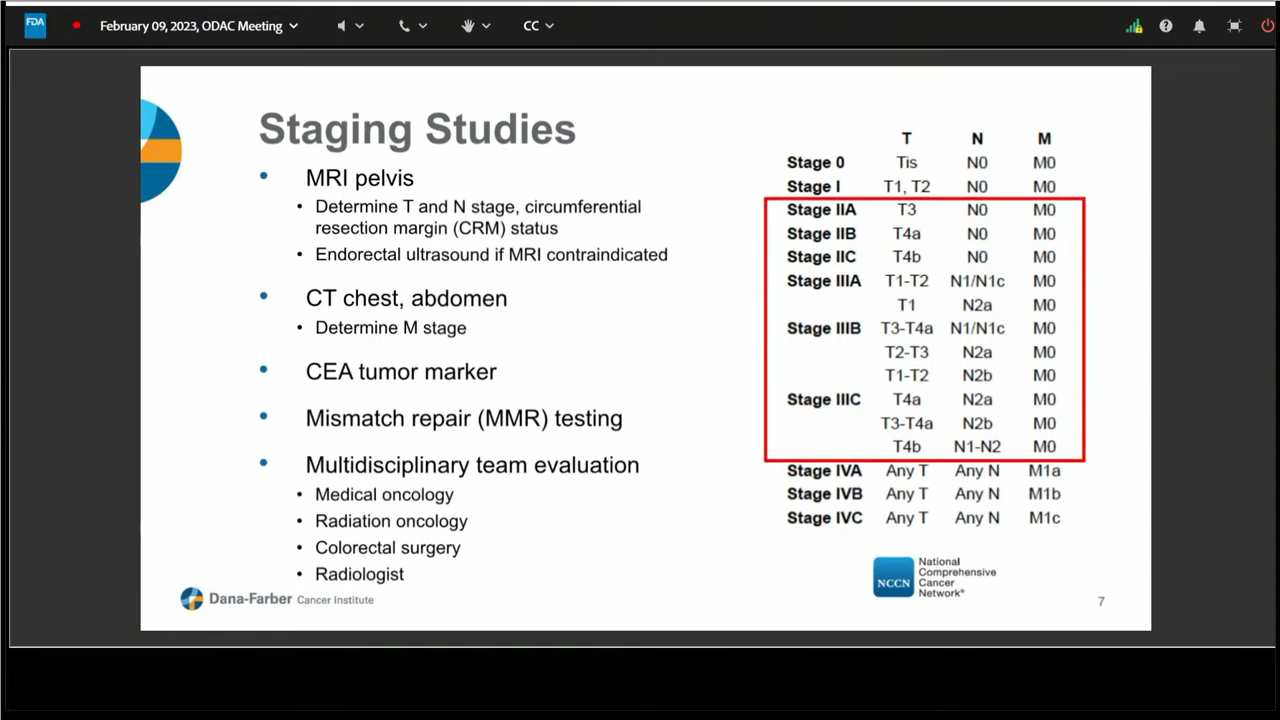 FDA
February 09, 2023, ODAC Meeting
CC
Staging Studies
MRI pelvis
Determine T and N stage, circumferential
resection margin (CRM) status
Endorectal ultrasound if MRI contraindicated
CT chest, abdomen
Determine M stage
CEA tumor marker
Mismatch repair (MMR) testing
Multidisciplinary team evaluation
Medical oncology
Radiation oncology
Colorectal surgery
Radiologist
T N M
Stage 0 Tis N0 M0
Stage I T1, T2 N0 M0
Stage IIA T3 N0 M0
Stage IIB T4a N0 M0
Stage IIC T4b N0 M0
Stage IIIA T1-T2 N1/N1c M0
T1 N2a M0
Stage IIIB T3-T4a N1/N1c M0
T2-T3 N2a M0
T1-T2 N2b M0
Stage IIIC T4a N2a M0
T3-T4a N2b M0
T4b N1-N2 M0
Stage IVA Any T Any N M1a
Stage IVB Any T Any N M1b
Stage IVC Any T Any N M1c
Dana-Farber Cancer Institute
NCCN
National
Comprehensive
Cancer
Network®
7